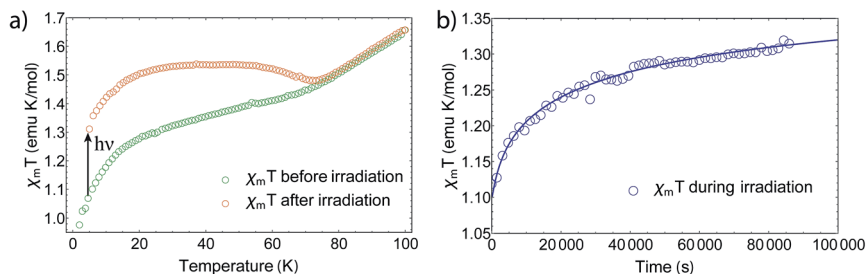 a)
χmT (emu K/mol)
1.7
1.6
1.5
1.4
1.3
1.2
1.1
1.0
hν
χmT before irradiation
χmT after irradiation
0
20
40
60
80
100
Temperature (K)
b)
χmT (emu K/mol)
1.35
1.30
1.25
1.20
1.15
1.10
1.05
χmT during irradiation
0
20 000
40 000
60 000
80 000
100 000
Time (s)